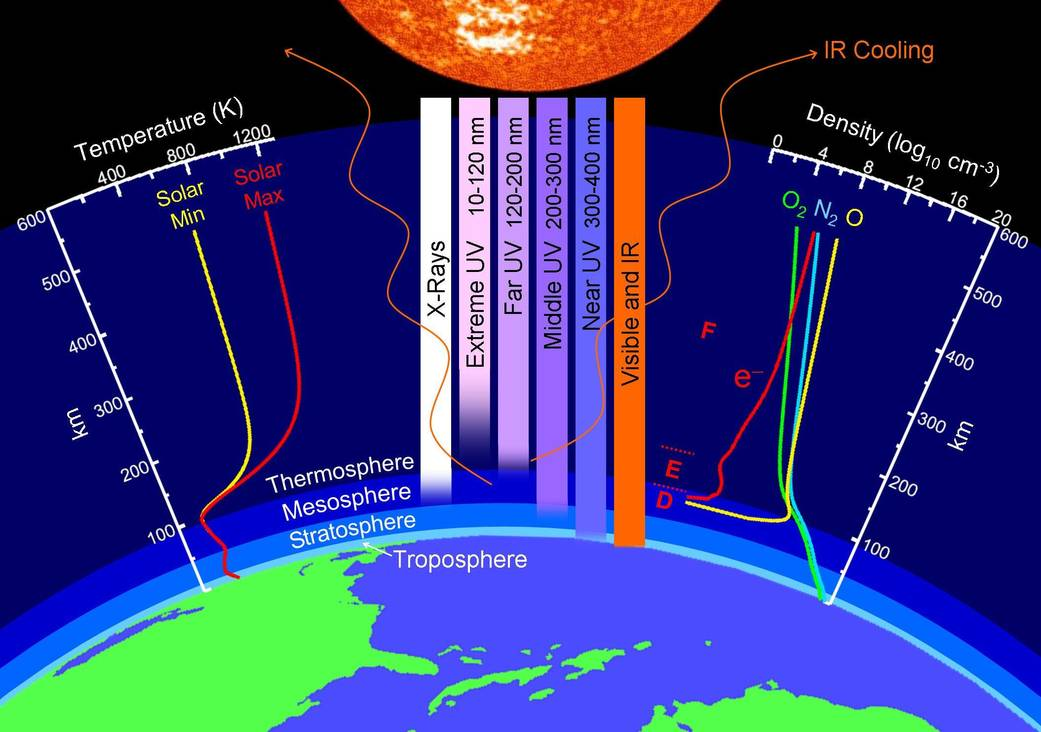 IR Cooling
Temperature (K)
400
800
1200
Solar
Min
Solar
Max
600
500
400
300
200
100
km
X-Rays
Extreme UV 10-120 nm
Far UV 120-200 nm
Middle UV 200-300 nm
Near UV 300-400 nm
Visible and IR
Density (log10 cm-3)
0
4
8
12
16
20
O2
N2
O
600
500
400
300
200
100
km
F
e–
E
D
Thermosphere
Mesosphere
Stratosphere
Troposphere